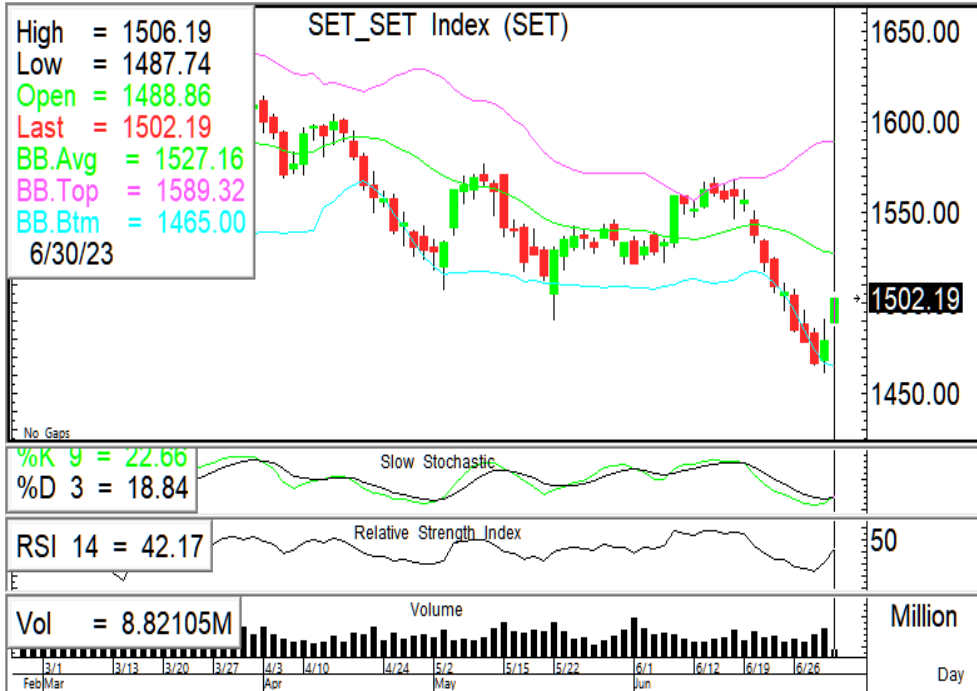 SET_SET Index (SET)
High = 1506.19
Low = 1487.74
Open = 1488.86
Last = 1502.19
BB.Avg = 1527.16
BB.Top = 1589.32
BB.Btm = 1465.00
6/30/23
1650.00
1600.00
1550.00
1502.19
1450.00
No Gaps
%K 9 = 22.66
%D 3 = 18.84
Slow Stochastic
RSI 14 = 42.17
Relative Strength Index
50
Vol = 8.82105M
Volume
Million
3/1 3/13 3/20 3/27 4/3 4/10 4/24 5/2 5/15 5/22 6/1 6/12 6/19 6/26
Feb Mar Apr May Jun Day